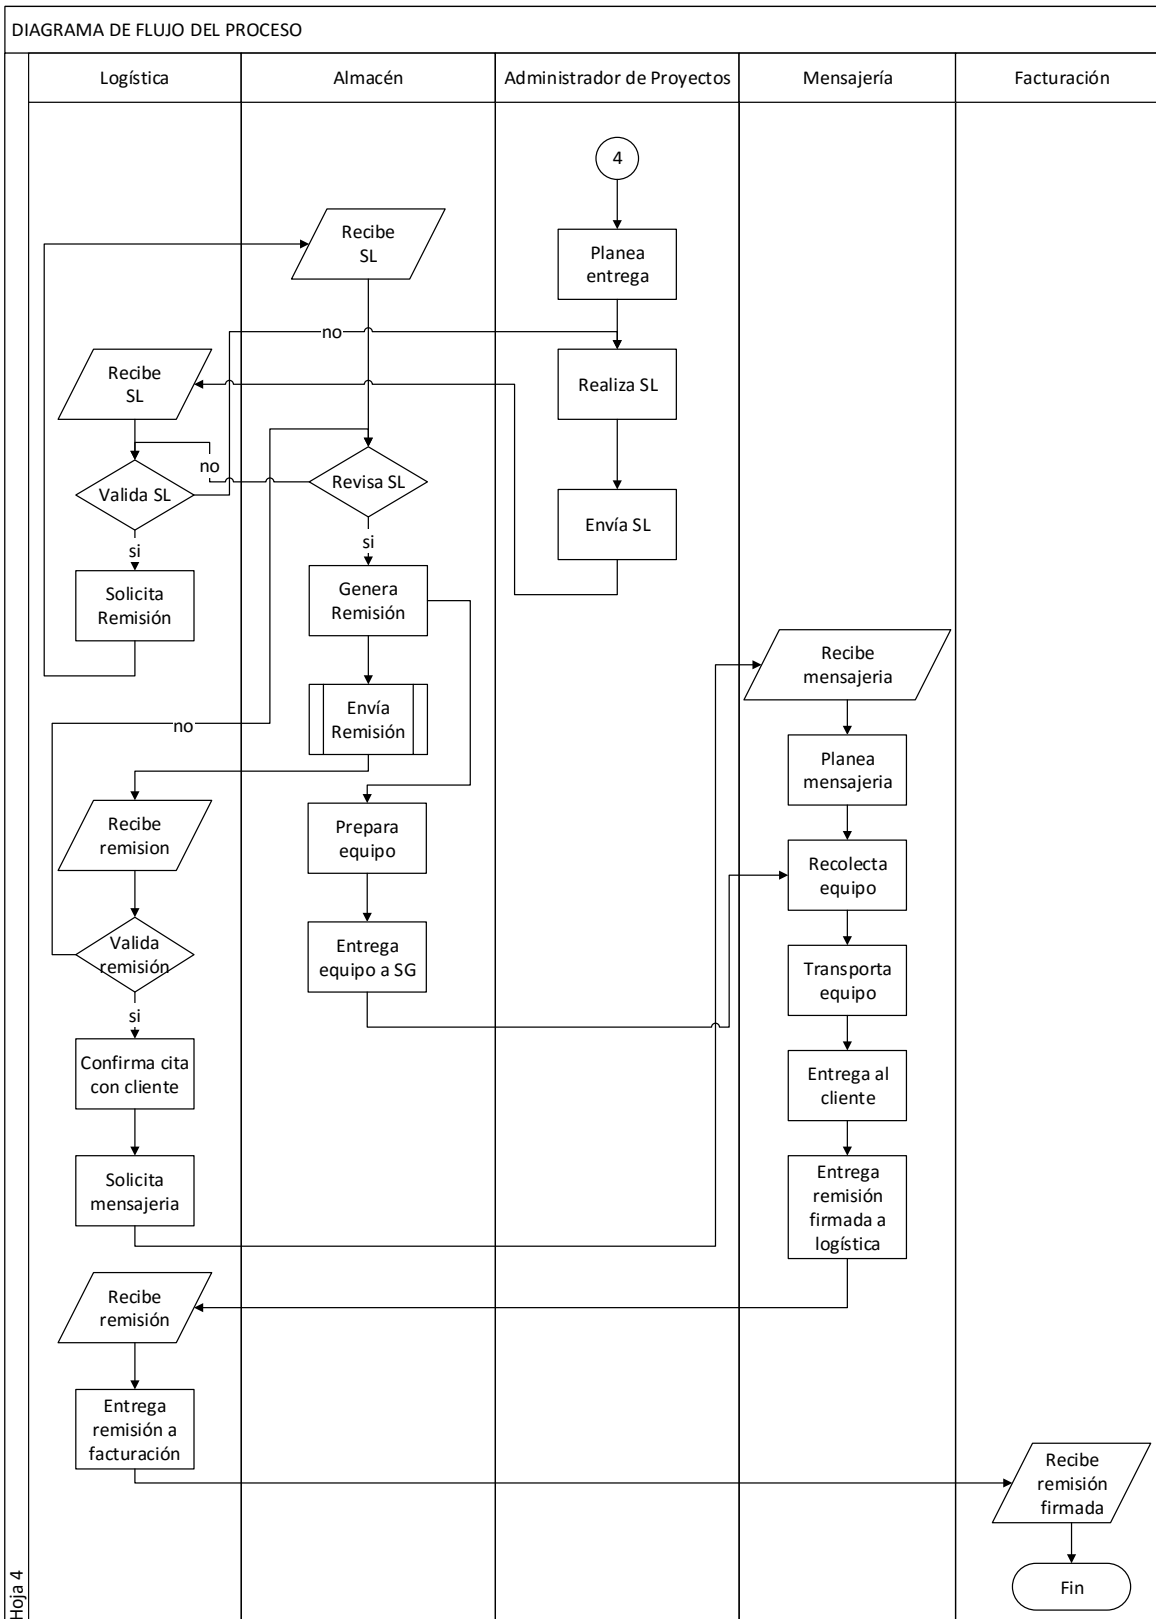 DIAGRAMA DE FLUJO DEL PROCESO
Logística
Almacén
Administrador de Proyectos
Mensajería
Facturación
4
Recibe
SL
Planea
entrega
no
Recibe
SL
Realiza SL
no
Valida SL
Revisa SL
Envía SL
si
si
Solicita
Remisión
Genera
Remisión
Recibe
mensajeria
Envía
Remisión
no
Planea
mensajeria
Recibe
remision
Prepara
equipo
Recolecta
equipo
Valida
remisión
Entrega
equipo a SG
Transporta
equipo
si
Confirma cita
con cliente
Entrega al
cliente
Solicita
mensajeria
Entrega
remisión
firmada a
logística
Recibe
remisión
Entrega
remisión a
facturación
Recibe
remisión
firmada
Fin
Hoja 4